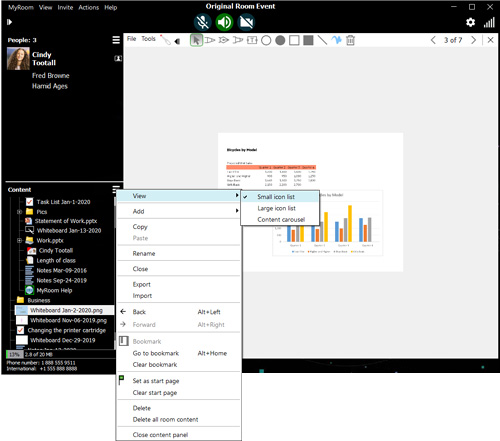 MyRoom View Invite Actions Help
Original Room Event
People: 3
File Tools
3 of 7
Cindy
Tootall
Fred Browne
Hamid Ages
Bicycles by Model
Content
Task List Jan-1-2020
Pics
Statement of Work.pptx
Whiteboard Jan-13-2020
Work.pptx
Cindy Tootall
Length of class
Notes Mar-09-2016
Notes Sep-24-2019
MyRoom Help
Business
Whiteboard Jan-2-2020.png
Whiteboard Nov-06-2019.png
Changing the printer cartridge
Whiteboard Dec-29-2019
13% 2.8 of 20 MB
Phone number: 1 888 555 9511
International: +1 555 888 8888
View
Add
Copy
Paste
Rename
Close
Export
Import
Back Alt+Left
Forward Alt+Right
Bookmark
Go to bookmark Alt+Home
Clear bookmark
Set as start page
Clear start page
Delete
Delete all room content
Close content panel
Small icon list
Large icon list
Content carousel